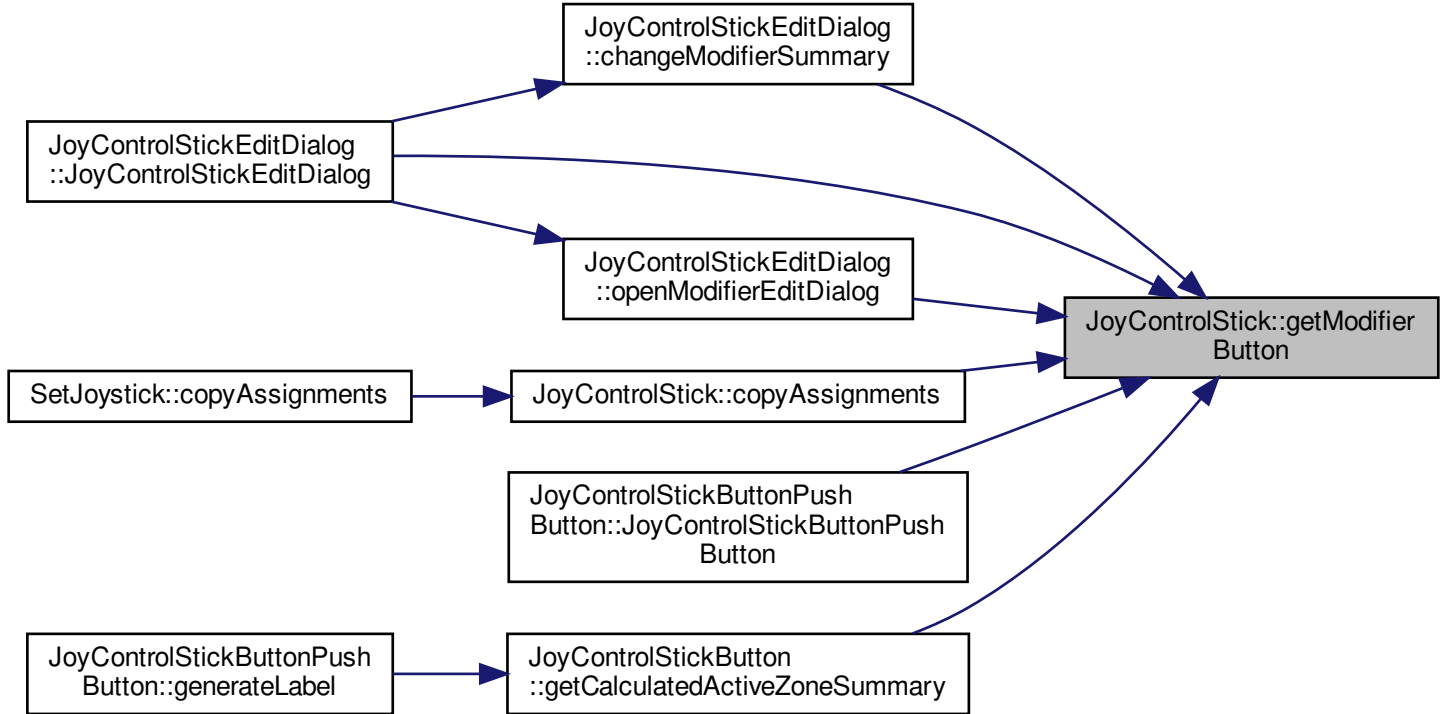 JoyControlStickEditDialog
::changeModifierSummary
JoyControlStickEditDialog
::JoyControlStickEditDialog
JoyControlStickEditDialog
::openModifierEditDialog
JoyControlStick::getModifier
Button
SetJoystick::copyAssignments
JoyControlStick::copyAssignments
JoyControlStickButtonPush
Button::JoyControlStickButtonPush
Button
JoyControlStickButtonPush
Button::generateLabel
JoyControlStickButton
::getCalculatedActiveZoneSummary